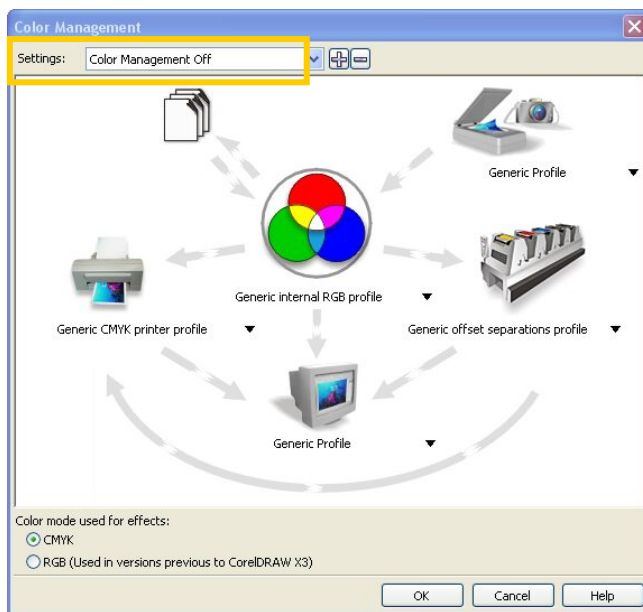 Color Management
Settings: Color Management Off
Generic Profile
Generic internal RGB profile
Generic CMYK printer profile
Generic offset separations profile
Generic Profile
Color mode used for effects:
CMYK
RGB (Used in versions previous to CorelDRAW X3)
OK Cancel Help